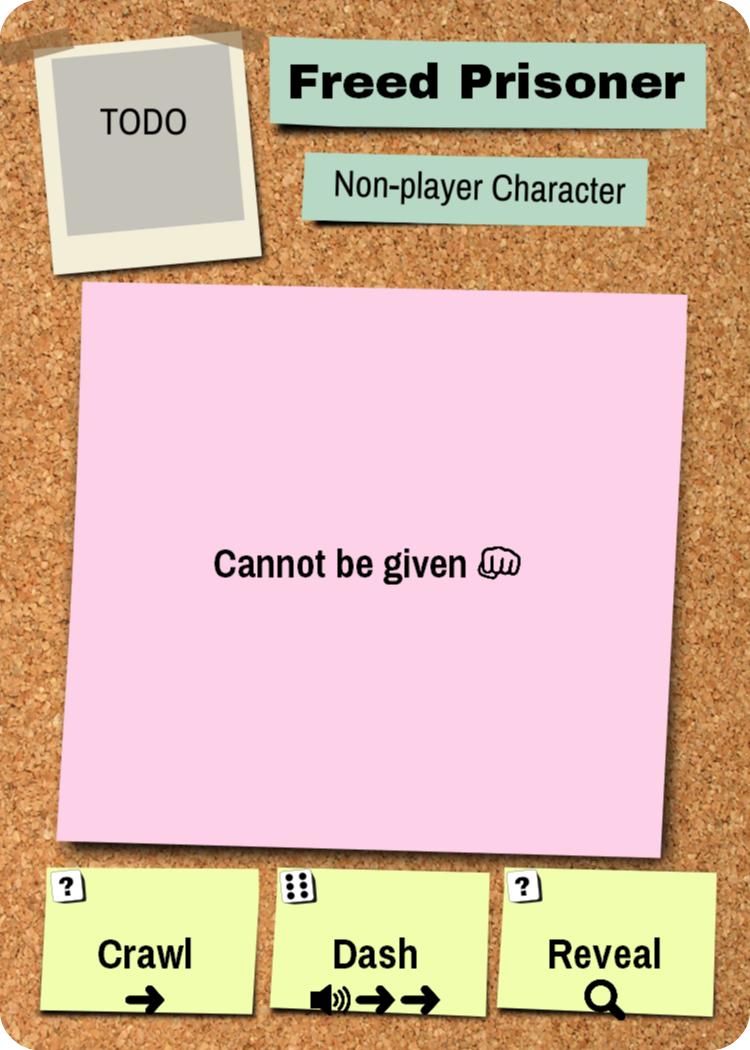 TODO
Freed Prisoner
Non-player Character
Cannot be given
?
?
Crawl
Dash
Reveal